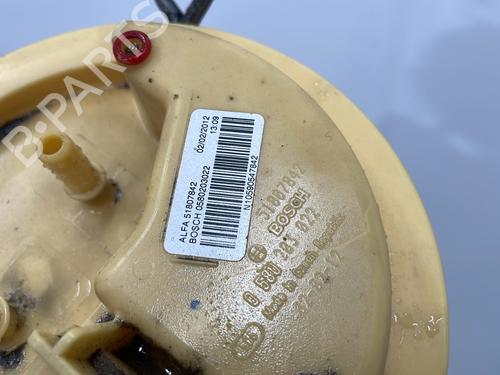 B-PARTS
ALFA 51807842
BOSCH 0580203022
02/02/2012
13:09
N10590547842
51807842
BOSCH
0 580 203 022
Made in Czech Republic